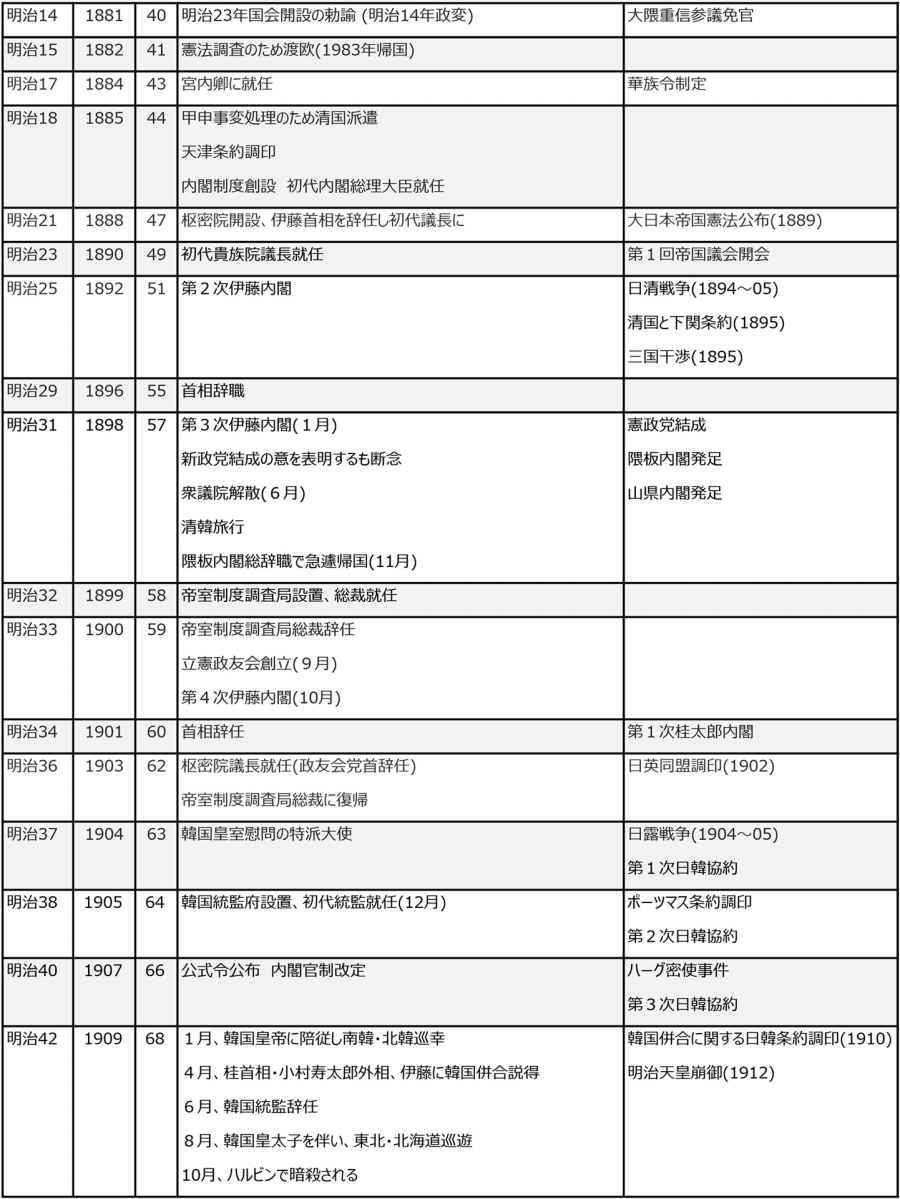 明治14 1881 40 明治23年国会開設の勅諭 (明治14年政変) 大隈重信参議免官
明治15 1882 41 憲法調査のため渡欧(1983年帰国)
明治17 1884 43 宮内卿に就任 華族令制定
明治18 1885 44 甲申事変処理のため清国派遣
天津条約調印
内閣制度創設　初代内閣総理大臣就任
明治21 1888 47 枢密院開設、伊藤首相を辞任し初代議長に 大日本帝国憲法公布(1889)
明治23 1890 49 初代貴族院議長就任 第１回帝国議会開会
明治25 1892 51 第２次伊藤内閣 日清戦争(1894～05)
清国と下関条約(1895)
三国干渉(1895)
明治29 1896 55 首相辞職
明治31 1898 57 第３次伊藤内閣(１月) 憲政党結成
新政党結成の意を表明するも断念 隈板内閣発足
衆議院解散(６月) 山県内閣発足
清韓旅行
隈板内閣総辞職で急遽帰国(11月)
明治32 1899 58 帝室制度調査局設置、総裁就任
明治33 1900 59 帝室制度調査局総裁辞任
立憲政友会創立(９月)
第４次伊藤内閣(10月)
明治34 1901 60 首相辞任 第１次桂太郎内閣
明治36 1903 62 枢密院議長就任(政友会党首辞任) 日英同盟調印(1902)
帝室制度調査局総裁に復帰
明治37 1904 63 韓国皇室慰問の特派大使 日露戦争(1904～05)
第１次日韓協約
明治38 1905 64 韓国統監府設置、初代統監就任(12月) ポーツマス条約調印
第２次日韓協約
明治40 1907 66 公式令公布　内閣官制改定 ハーグ密使事件
第３次日韓協約
明治42 1909 68 １月、韓国皇帝に陪従し南韓・北韓巡幸 韓国併合に関する日韓条約調印(1910)
４月、桂首相・小村寿太郎外相、伊藤に韓国併合説得 明治天皇崩御(1912)
６月、韓国統監辞任
８月、韓国皇太子を伴い、東北・北海道巡遊
10月、ハルビンで暗殺される